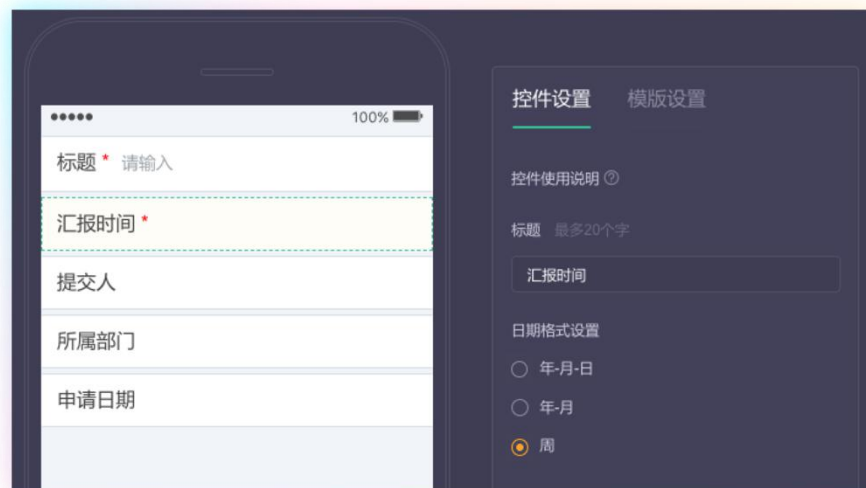 100%
标题 * 请输入
汇报时间 *
提交人
所属部门
申请日期
控件设置 模版设置
控件使用说明 ?
标题 最多20个字
汇报时间
日期格式设置
年-月-日
年-月
周